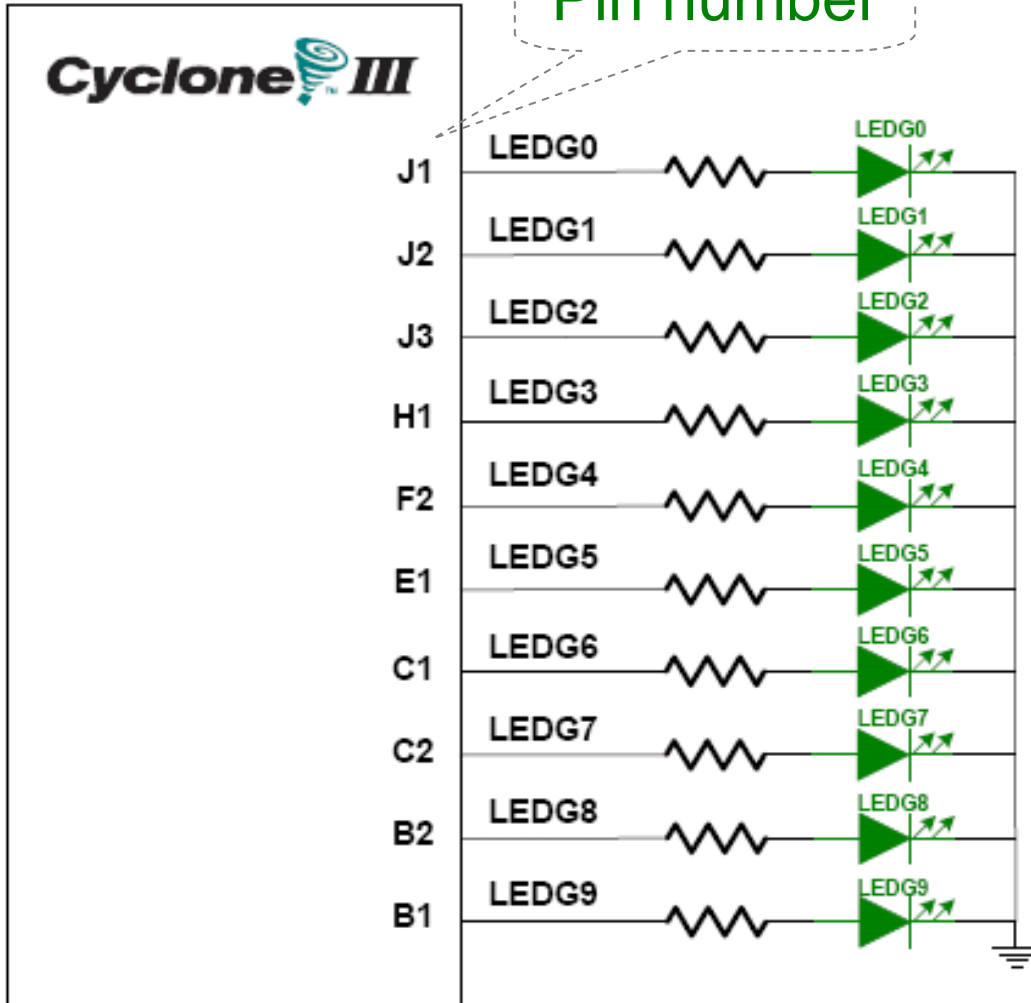 Pin number
Cyclone III
J1 LEDG0 LEDG0
J2 LEDG1 LEDG1
J3 LEDG2 LEDG2
H1 LEDG3 LEDG3
F2 LEDG4 LEDG4
E1 LEDG5 LEDG5
C1 LEDG6 LEDG6
C2 LEDG7 LEDG7
B2 LEDG8 LEDG8
B1 LEDG9 LEDG9